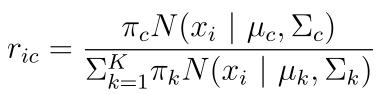 r_{ic} = \frac{\pi_c N(x_i \mid \mu_c, \Sigma_c)}{\Sigma_{k=1}^{K} \pi_k N(x_i \mid \mu_k, \Sigma_k)}